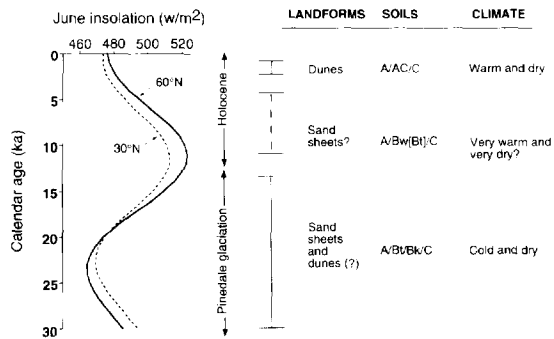 June insolation (w/m2)
460 480 500 520
0
5
10
15
20
25
30
Calendar age (ka)
60°N
30°N
Holocene
Pinedale glaciation
LANDFORMS SOILS CLIMATE
Dunes A/AC/C Warm and dry
Sand
sheets? A/Bw[Bt]/C Very warm and
very dry?
Sand
sheets
and
dunes (?) A/Bt/Bk/C Cold and dry